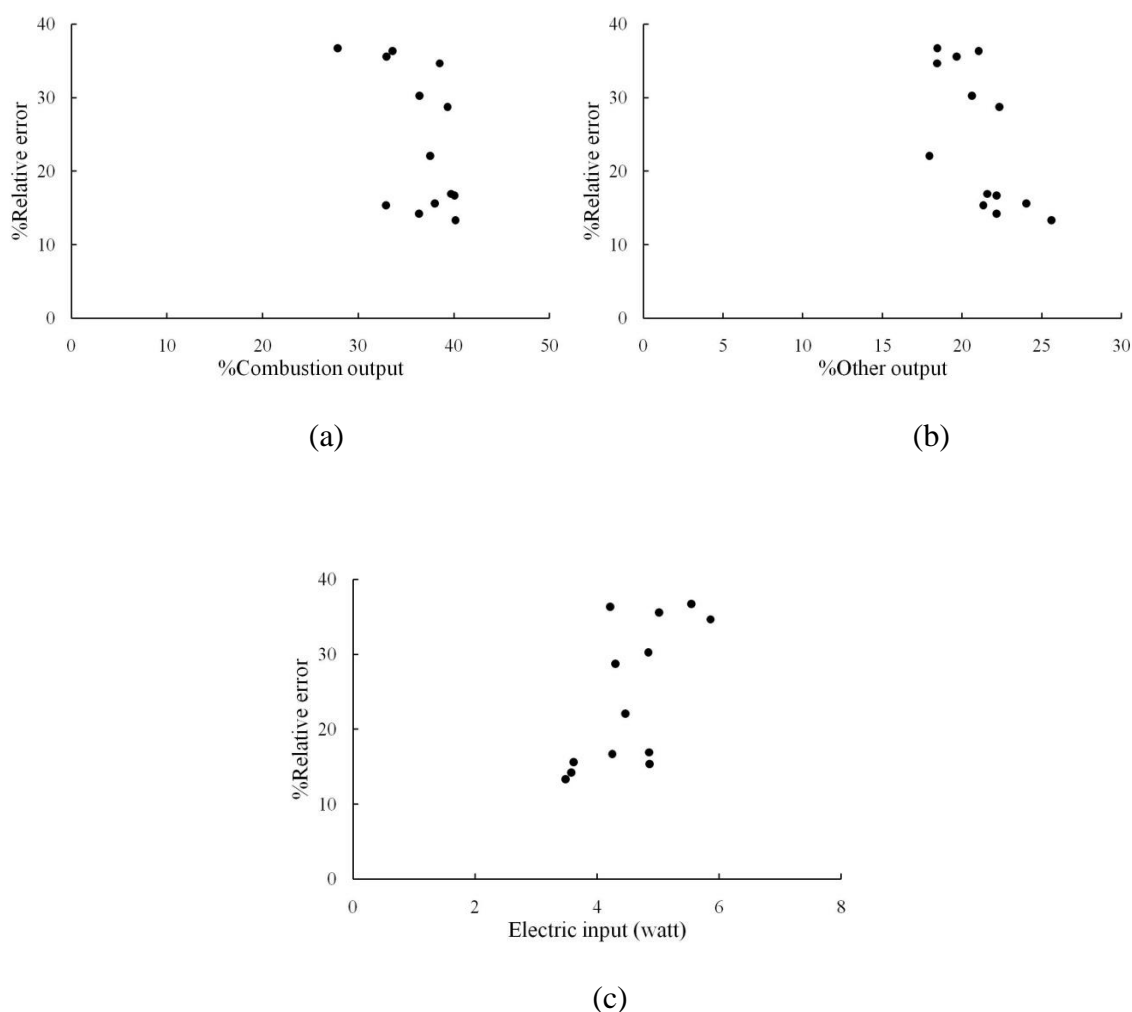 40
30
20
10
0
%Relative error
0 10 20 30 40 50
%Combustion output
(a)
40
30
20
10
0
%Relative error
0 5 10 15 20 25 30
%Other output
(b)
40
30
20
10
0
%Relative error
0 2 4 6 8
Electric input (watt)
(c)